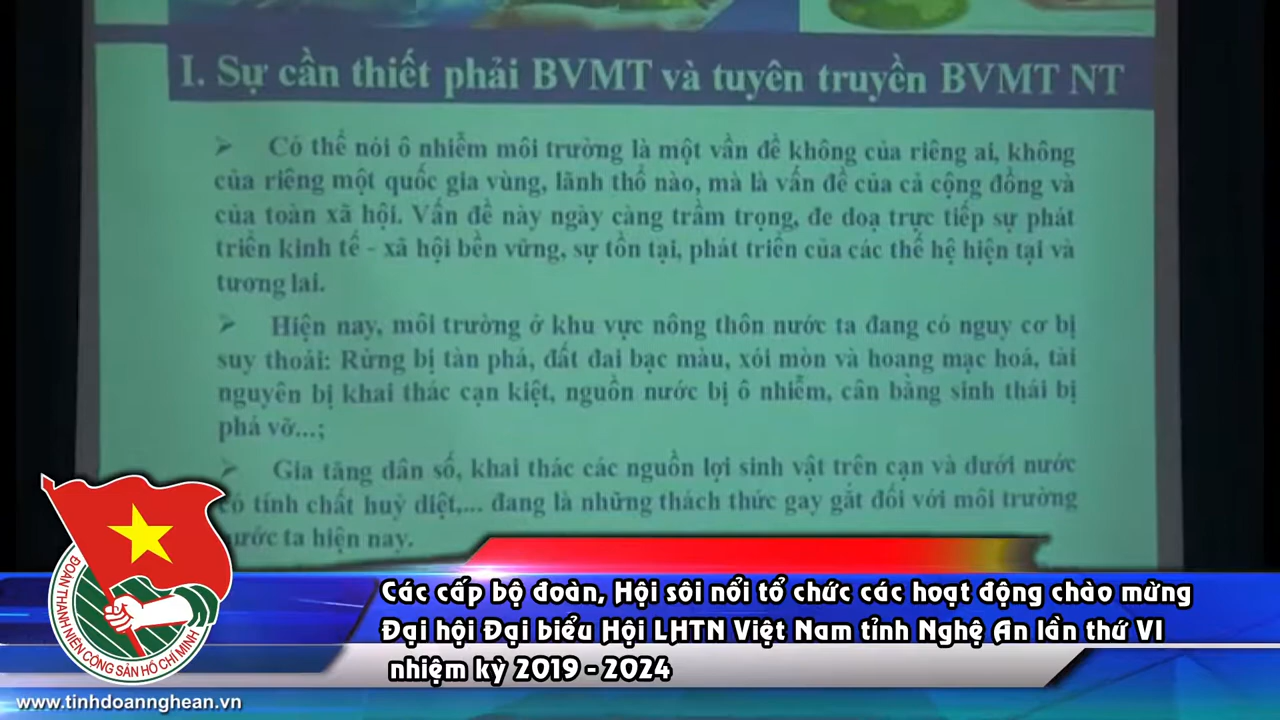 I. Sự cần thiết phải BVMT và tuyên truyền BVMT NT
➢ Có thể nói ô nhiễm môi trường là một vấn đề không của riêng ai, không
của riêng một quốc gia vùng, lãnh thổ nào, mà là vấn đề của cả cộng đồng và
của toàn xã hội. Vấn đề này ngày càng trầm trọng, đe doạ trực tiếp sự phát
triển kinh tế - xã hội bền vững, sự tồn tại, phát triển của các thế hệ hiện tại và
tương lai.
➢ Hiện nay, môi trường ở khu vực nông thôn nước ta đang có nguy cơ bị
suy thoái: Rừng bị tàn phá, đất đai bạc màu, xói mòn và hoang mạc hoá, tài
nguyên bị khai thác cạn kiệt, nguồn nước bị ô nhiễm, cân bằng sinh thái bị
phá vỡ...;
➢ Gia tăng dân số, khai thác các nguồn lợi sinh vật trên cạn và dưới nước
có tính chất huỷ diệt,... đang là những thách thức gay gắt đối với môi trường
nước ta hiện nay.
Các cấp bộ đoàn, Hội sôi nổi tổ chức các hoạt động chào mừng
Đại hội Đại biểu Hội LHTN Việt Nam tỉnh Nghệ An lần thứ VI
nhiệm kỳ 2019 - 2024
ĐOÀN THANH NIÊN CỘNG SẢN HỒ CHÍ MINH
www.tinhdoannghean.vn